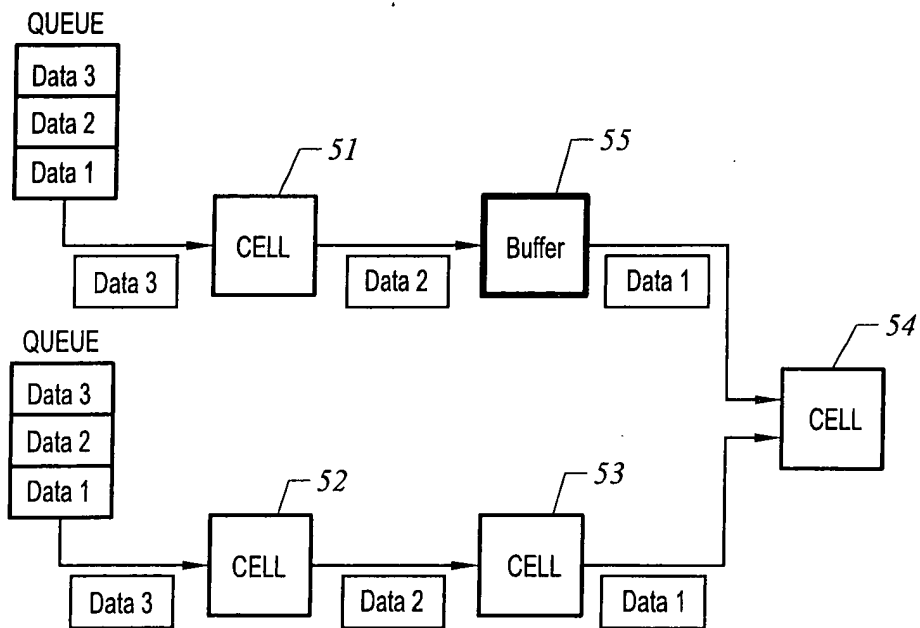 QUEUE
Data 3
Data 2
Data 1
51
55
CELL
Buffer
Data 3
Data 2
Data 1
QUEUE
54
Data 3
CELL
Data 2
Data 1
52
53
CELL
CELL
Data 3
Data 2
Data 1